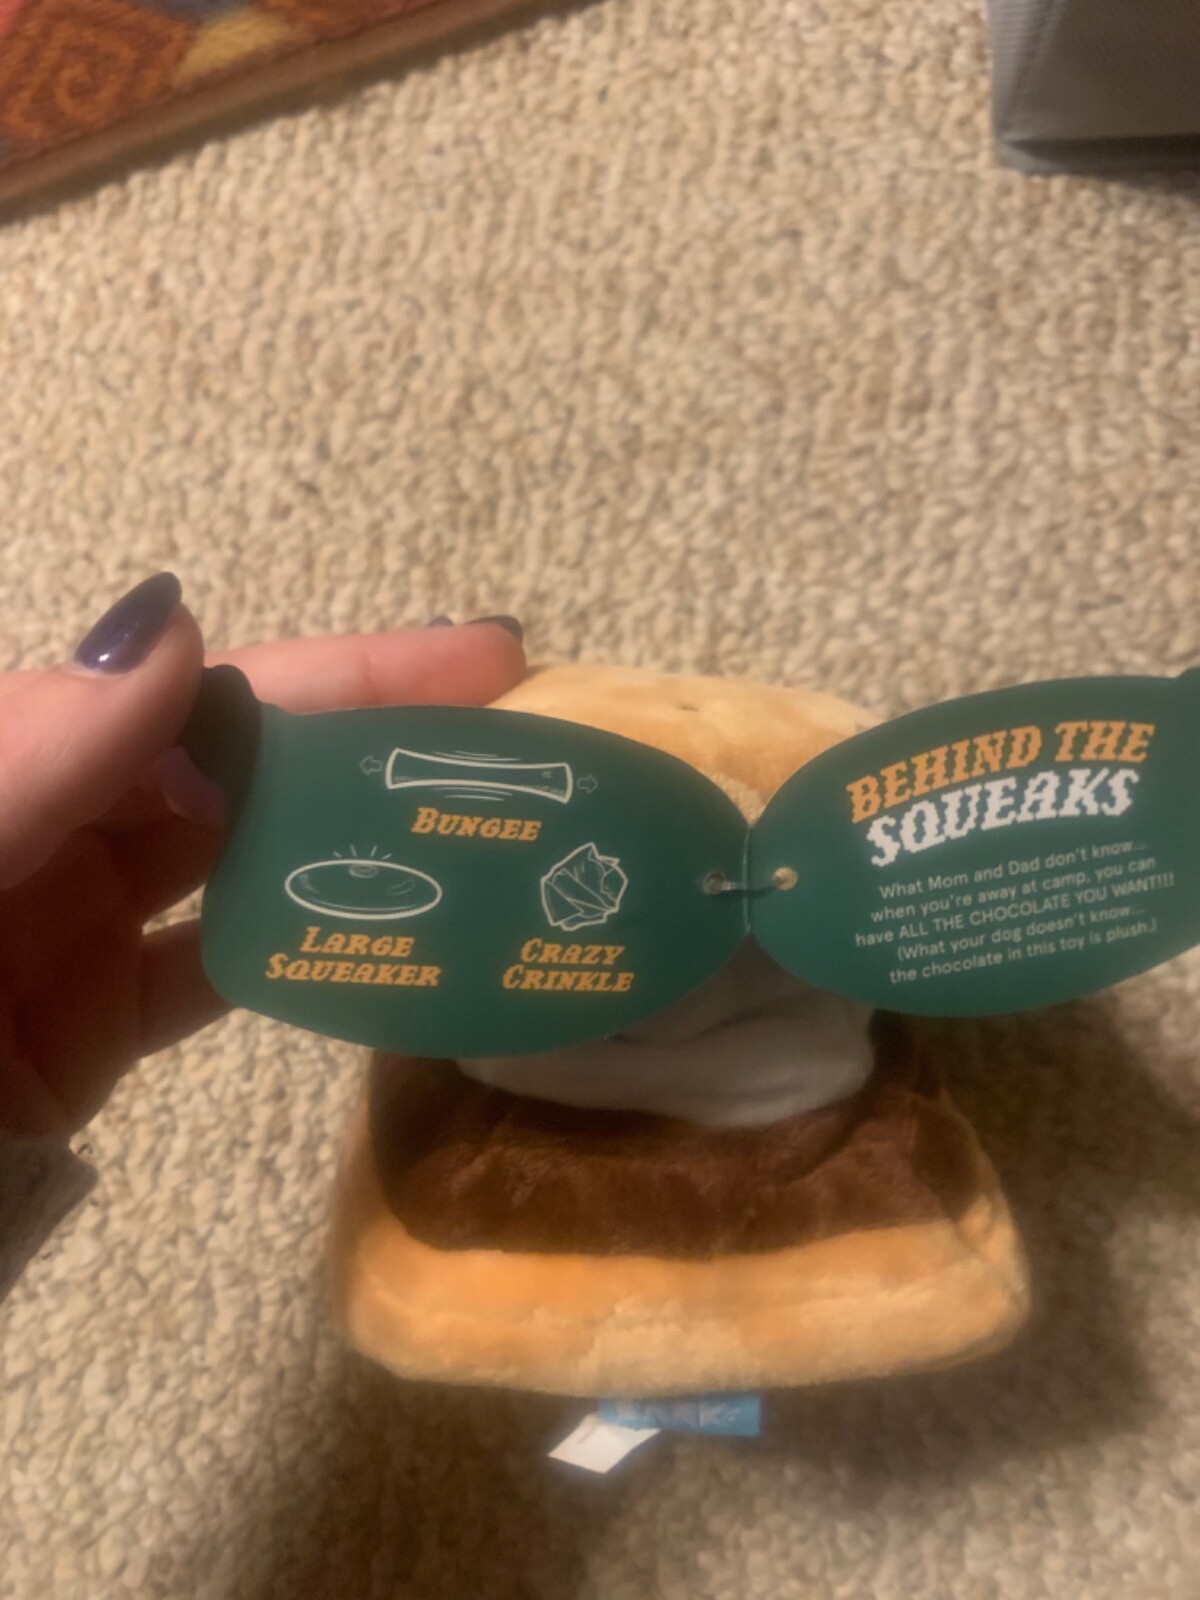 BUNGEE
LARGE
SQUEAKER
CRAZY
CRINKLE
BEHIND THE
SQUEAKS
What Mom and Dad don't know...
when you're away at camp, you can
have ALL THE CHOCOLATE YOU WANT!!!
(What your dog doesn't know...
the chocolate in this toy is plush.)
BARK